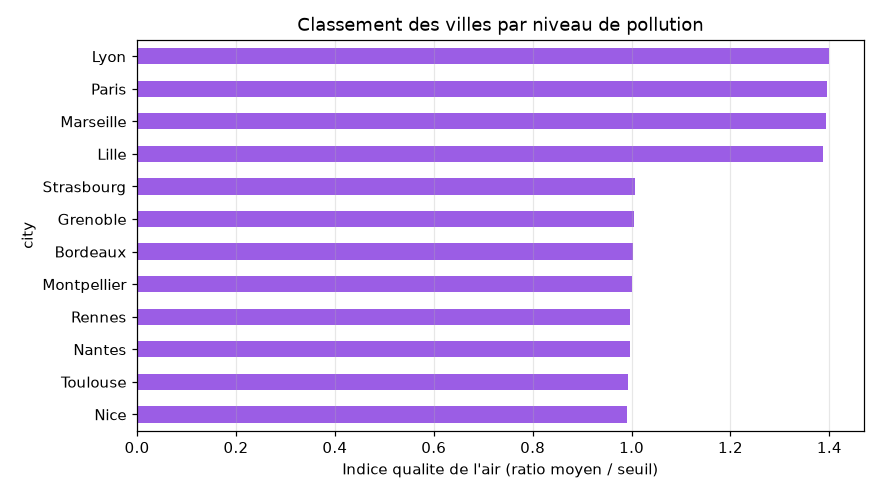 Classement des villes par niveau de pollution
Lyon
Paris
Marseille
Lille
Strasbourg
Grenoble
Bordeaux
Montpellier
Rennes
Nantes
Toulouse
Nice
city
0.0 0.2 0.4 0.6 0.8 1.0 1.2 1.4
Indice qualite de l'air (ratio moyen / seuil)